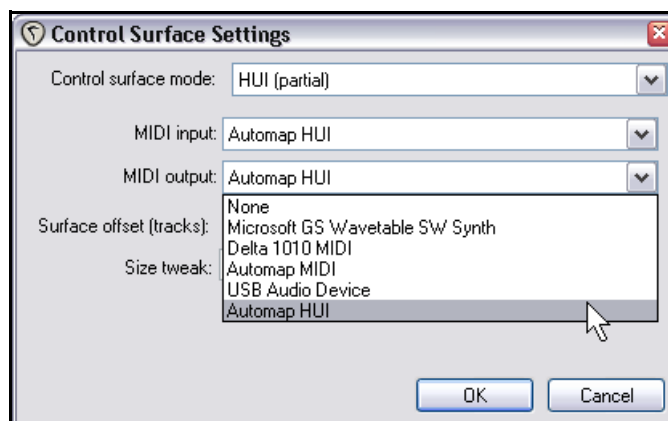 Control Surface Settings
Control surface mode: HUI (partial)
MIDI input: Automap HUI
MIDI output: Automap HUI
None
Microsoft GS Wavetable SW Synth
Surface offset (tracks):
Delta 1010 MIDI
Size tweak: Automap MIDI
USB Audio Device
Automap HUI
OK Cancel